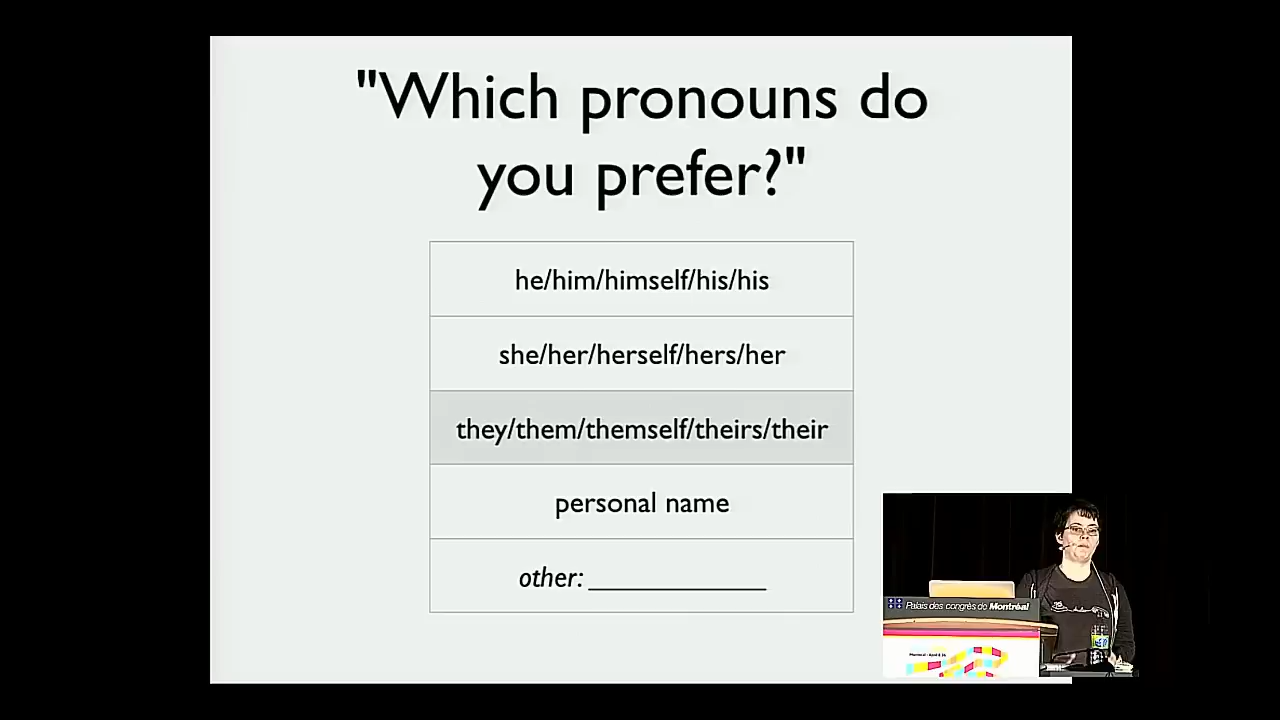 "Which pronouns do
you prefer?"
he/him/himself/his/his
she/her/herself/hers/her
they/them/themself/theirs/their
personal name
other: _____________
Palais des congrès de Montréal